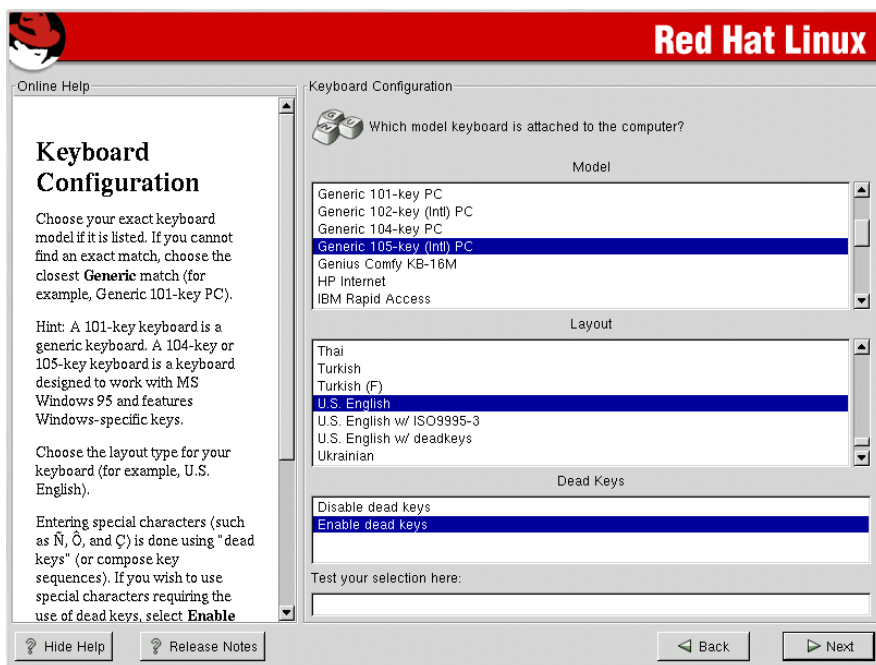 Red Hat Linux
Online Help
Keyboard
Configuration
Choose your exact keyboard
model if it is listed. If you cannot
find an exact match, choose the
closest Generic match (for
example, Generic 101-key PC).
Hint: A 101-key keyboard is a
generic keyboard. A 104-key or
105-key keyboard is a keyboard
designed to work with MS
Windows 95 and features
Windows-specific keys.
Choose the layout type for your
keyboard (for example, U.S.
English).
Entering special characters (such
as Ñ, Ô, and Ç) is done using "dead
keys" (or compose key
sequences). If you wish to use
special characters requiring the
use of dead keys, select Enable
Keyboard Configuration
G U N
Which model keyboard is attached to the computer?
Model
Generic 101-key PC
Generic 102-key (Intl) PC
Generic 104-key PC
Generic 105-key (Intl) PC
Genius Comfy KB-16M
HP Internet
IBM Rapid Access
Layout
Thai
Turkish
Turkish (F)
U.S. English
U.S. English w/ ISO9995-3
U.S. English w/ deadkeys
Ukrainian
Dead Keys
Disable dead keys
Enable dead keys
Test your selection here:
? Hide Help
? Release Notes
Back
Next